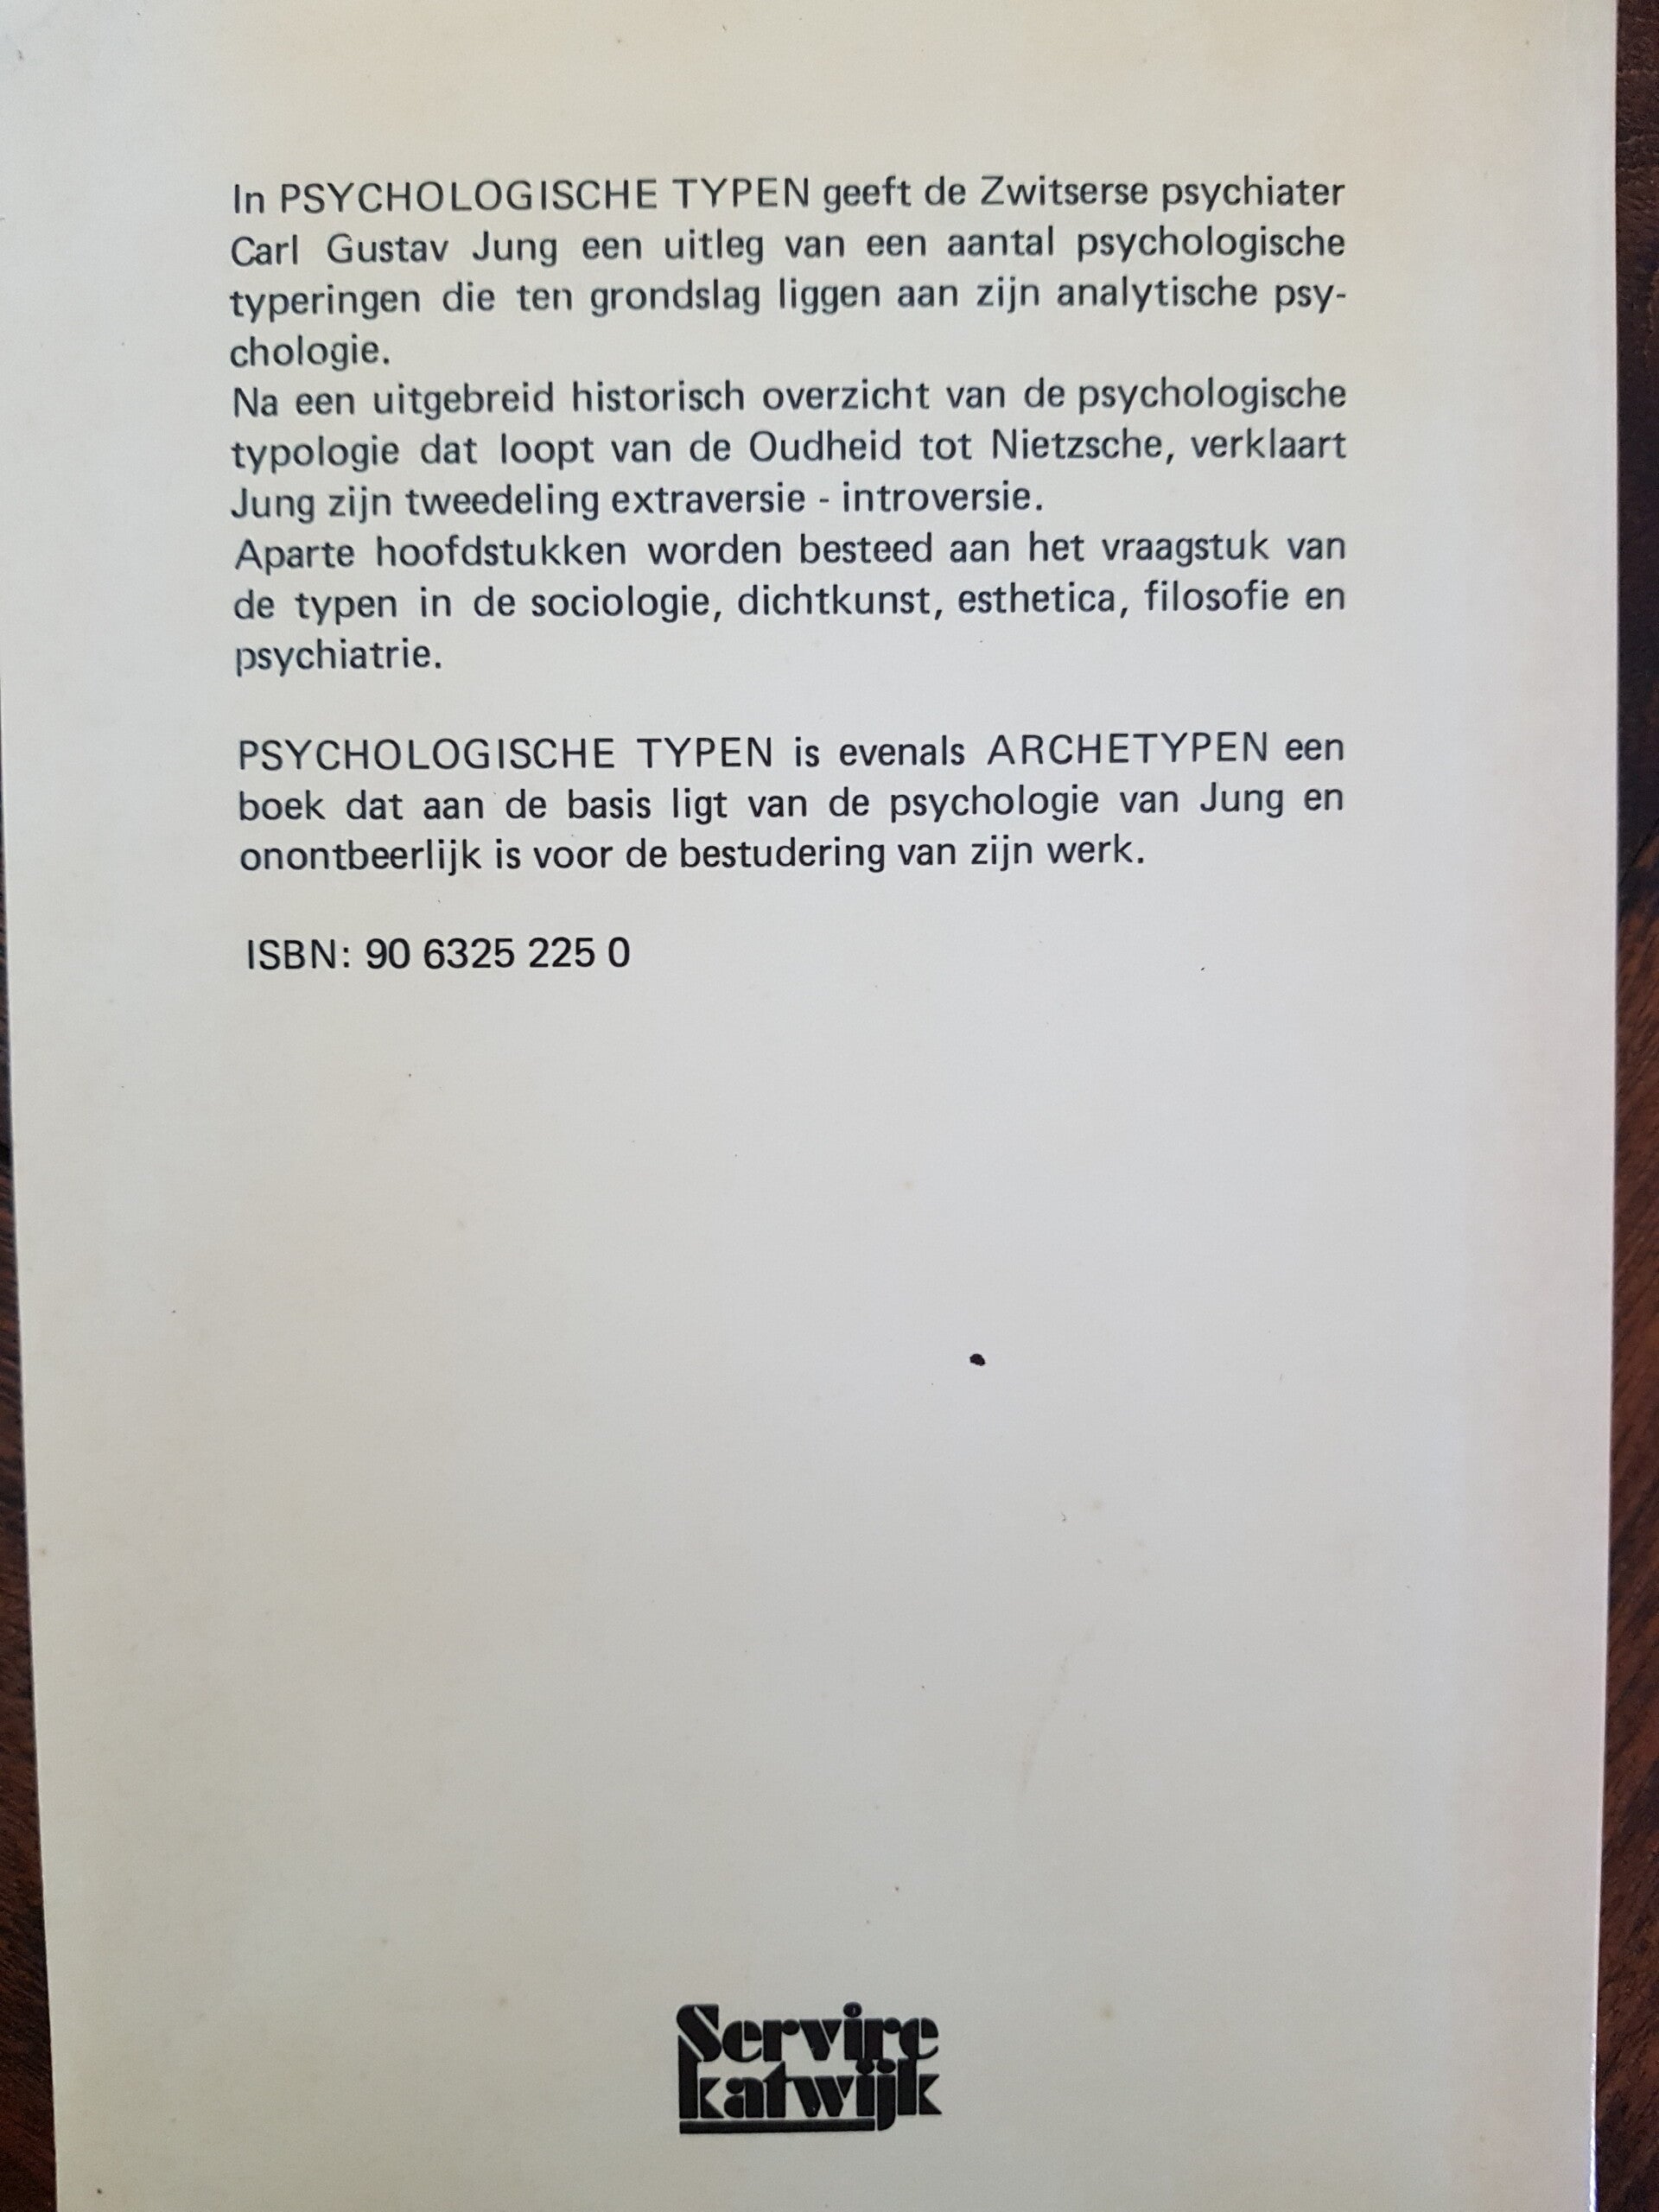 In PSYCHOLOGISCHE TYPEN geeft de Zwitserse psychiater
Carl Gustav Jung een uitleg van een aantal psychologische
typeringen die ten grondslag liggen aan zijn analytische psy-
chologie.
Na een uitgebreid historisch overzicht van de psychologische
typologie dat loopt van de Oudheid tot Nietzsche, verklaart
Jung zijn tweedeling extraversie - introversie.
Aparte hoofdstukken worden besteed aan het vraagstuk van
de typen in de sociologie, dichtkunst, esthetica, filosofie en
psychiatrie.
PSYCHOLOGISCHE TYPEN is evenals ARCHETYPEN een
boek dat aan de basis ligt van de psychologie van Jung en
onontbeerlijk is voor de bestudering van zijn werk.
ISBN: 90 6325 225 0
Servire
katwijk